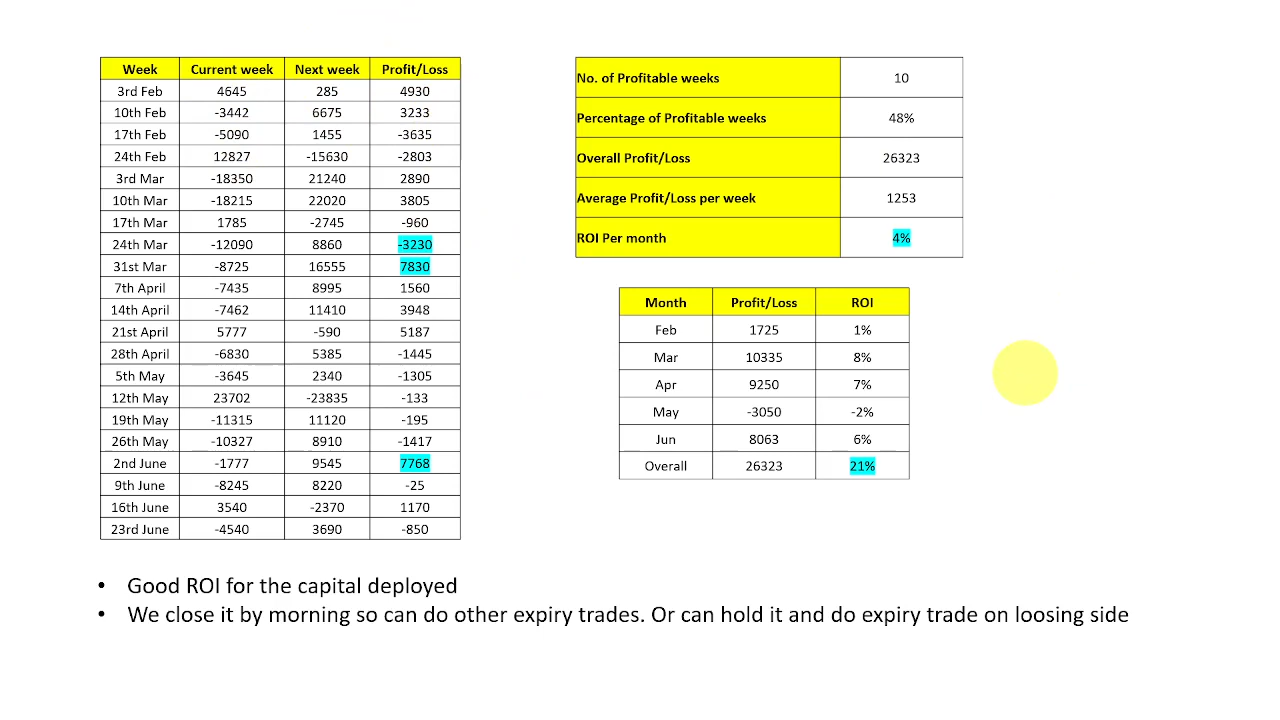 Week Current week Next week Profit/Loss
3rd Feb 4645 285 4930
10th Feb -3442 6675 3233
17th Feb -5090 1455 -3635
24th Feb 12827 -15630 -2803
3rd Mar -18350 21240 2890
10th Mar -18215 22020 3805
17th Mar 1785 -2745 -960
24th Mar -12090 8860 -3230
31st Mar -8725 16555 7830
7th April -7435 8995 1560
14th April -7462 11410 3948
21st April 5777 -590 5187
28th April -6830 5385 -1445
5th May -3645 2340 -1305
12th May 23702 -23835 -133
19th May -11315 11120 -195
26th May -10327 8910 -1417
2nd June -1777 9545 7768
9th June -8245 8220 -25
16th June 3540 -2370 1170
23rd June -4540 3690 -850
No. of Profitable weeks 10
Percentage of Profitable weeks 48%
Overall Profit/Loss 26323
Average Profit/Loss per week 1253
ROI Per month 4%
Month Profit/Loss ROI
Feb 1725 1%
Mar 10335 8%
Apr 9250 7%
May -3050 -2%
Jun 8063 6%
Overall 26323 21%
• Good ROI for the capital deployed
• We close it by morning so can do other expiry trades. Or can hold it and do expiry trade on loosing side